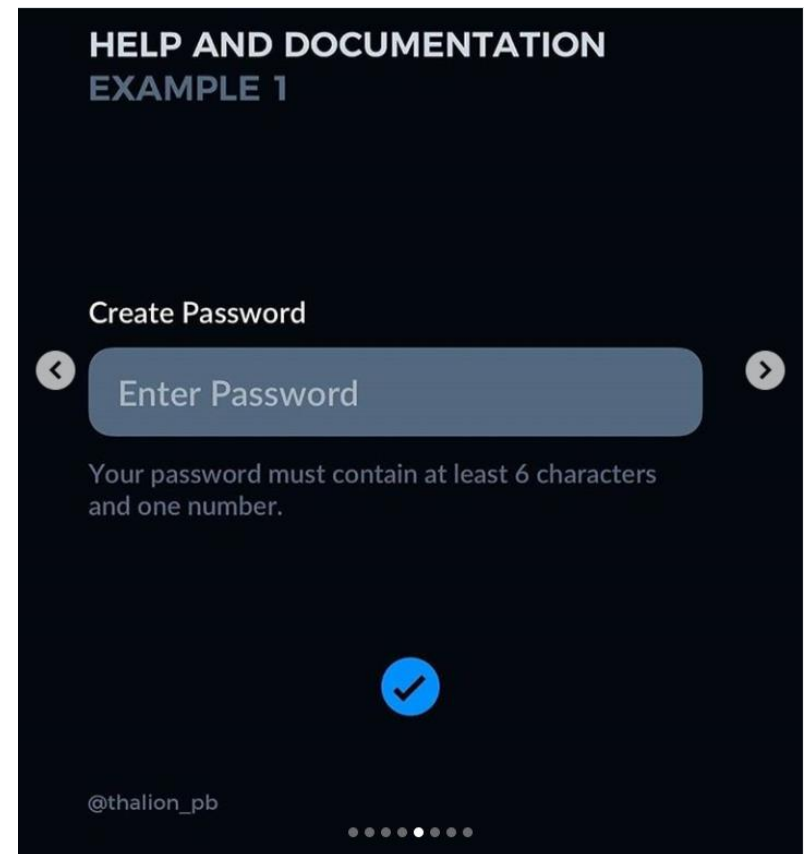 HELP AND DOCUMENTATION
EXAMPLE 1
Create Password
Enter Password
Your password must contain at least 6 characters
and one number.
@thalion_pb